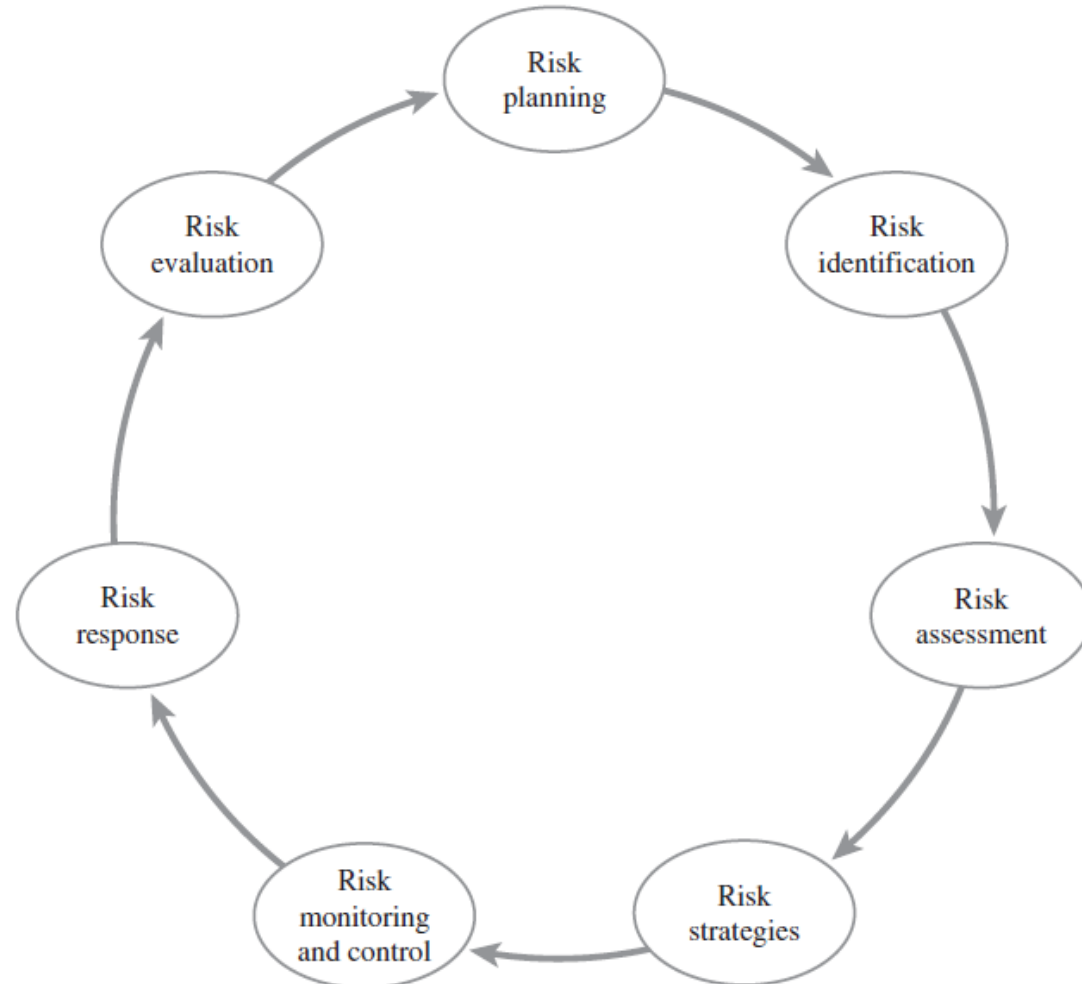 Risk
planning
Risk
identification
Risk
assessment
Risk
strategies
Risk
monitoring
and control
Risk
response
Risk
evaluation